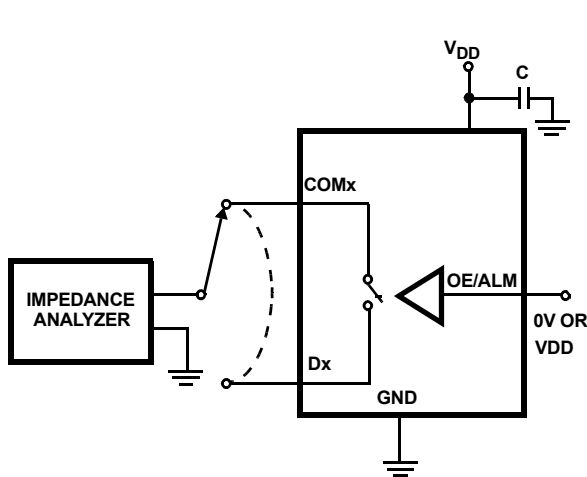 VDD
C
COMx
IMPEDANCE
ANALYZER
OE/ALM
0V OR
VDD
Dx
GND